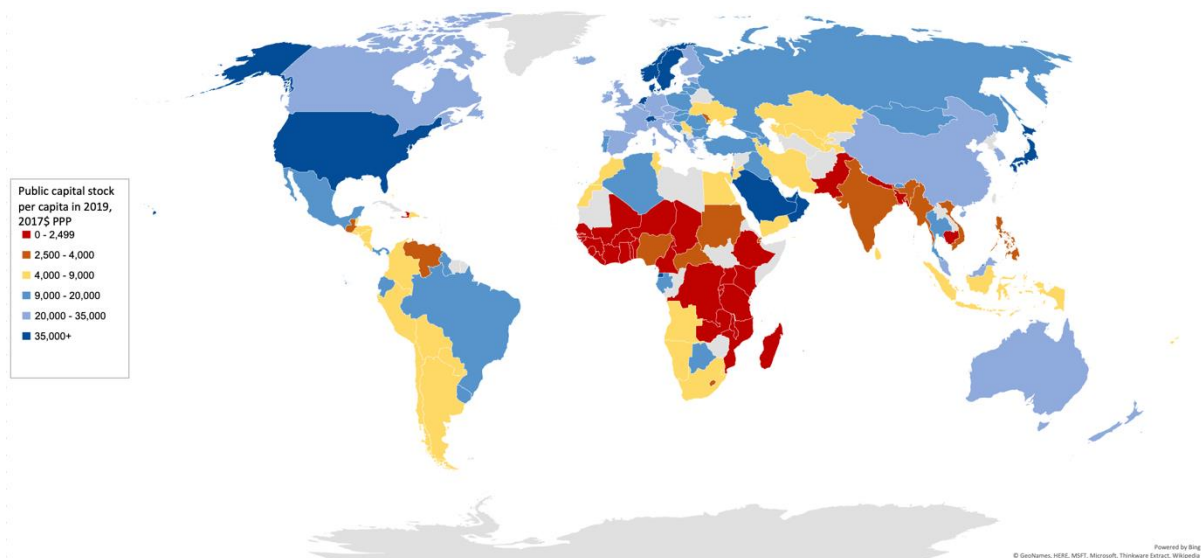 Public capital stock
per capita in 2019,
2017$ PPP
0 - 2,499
2,500 - 4,000
4,000 - 9,000
9,000 - 20,000
20,000 - 35,000
35,000+
Powered by Bing
© GeoNames, HERE, MSFT, Microsoft, Thinkware Extract, Wikipedia